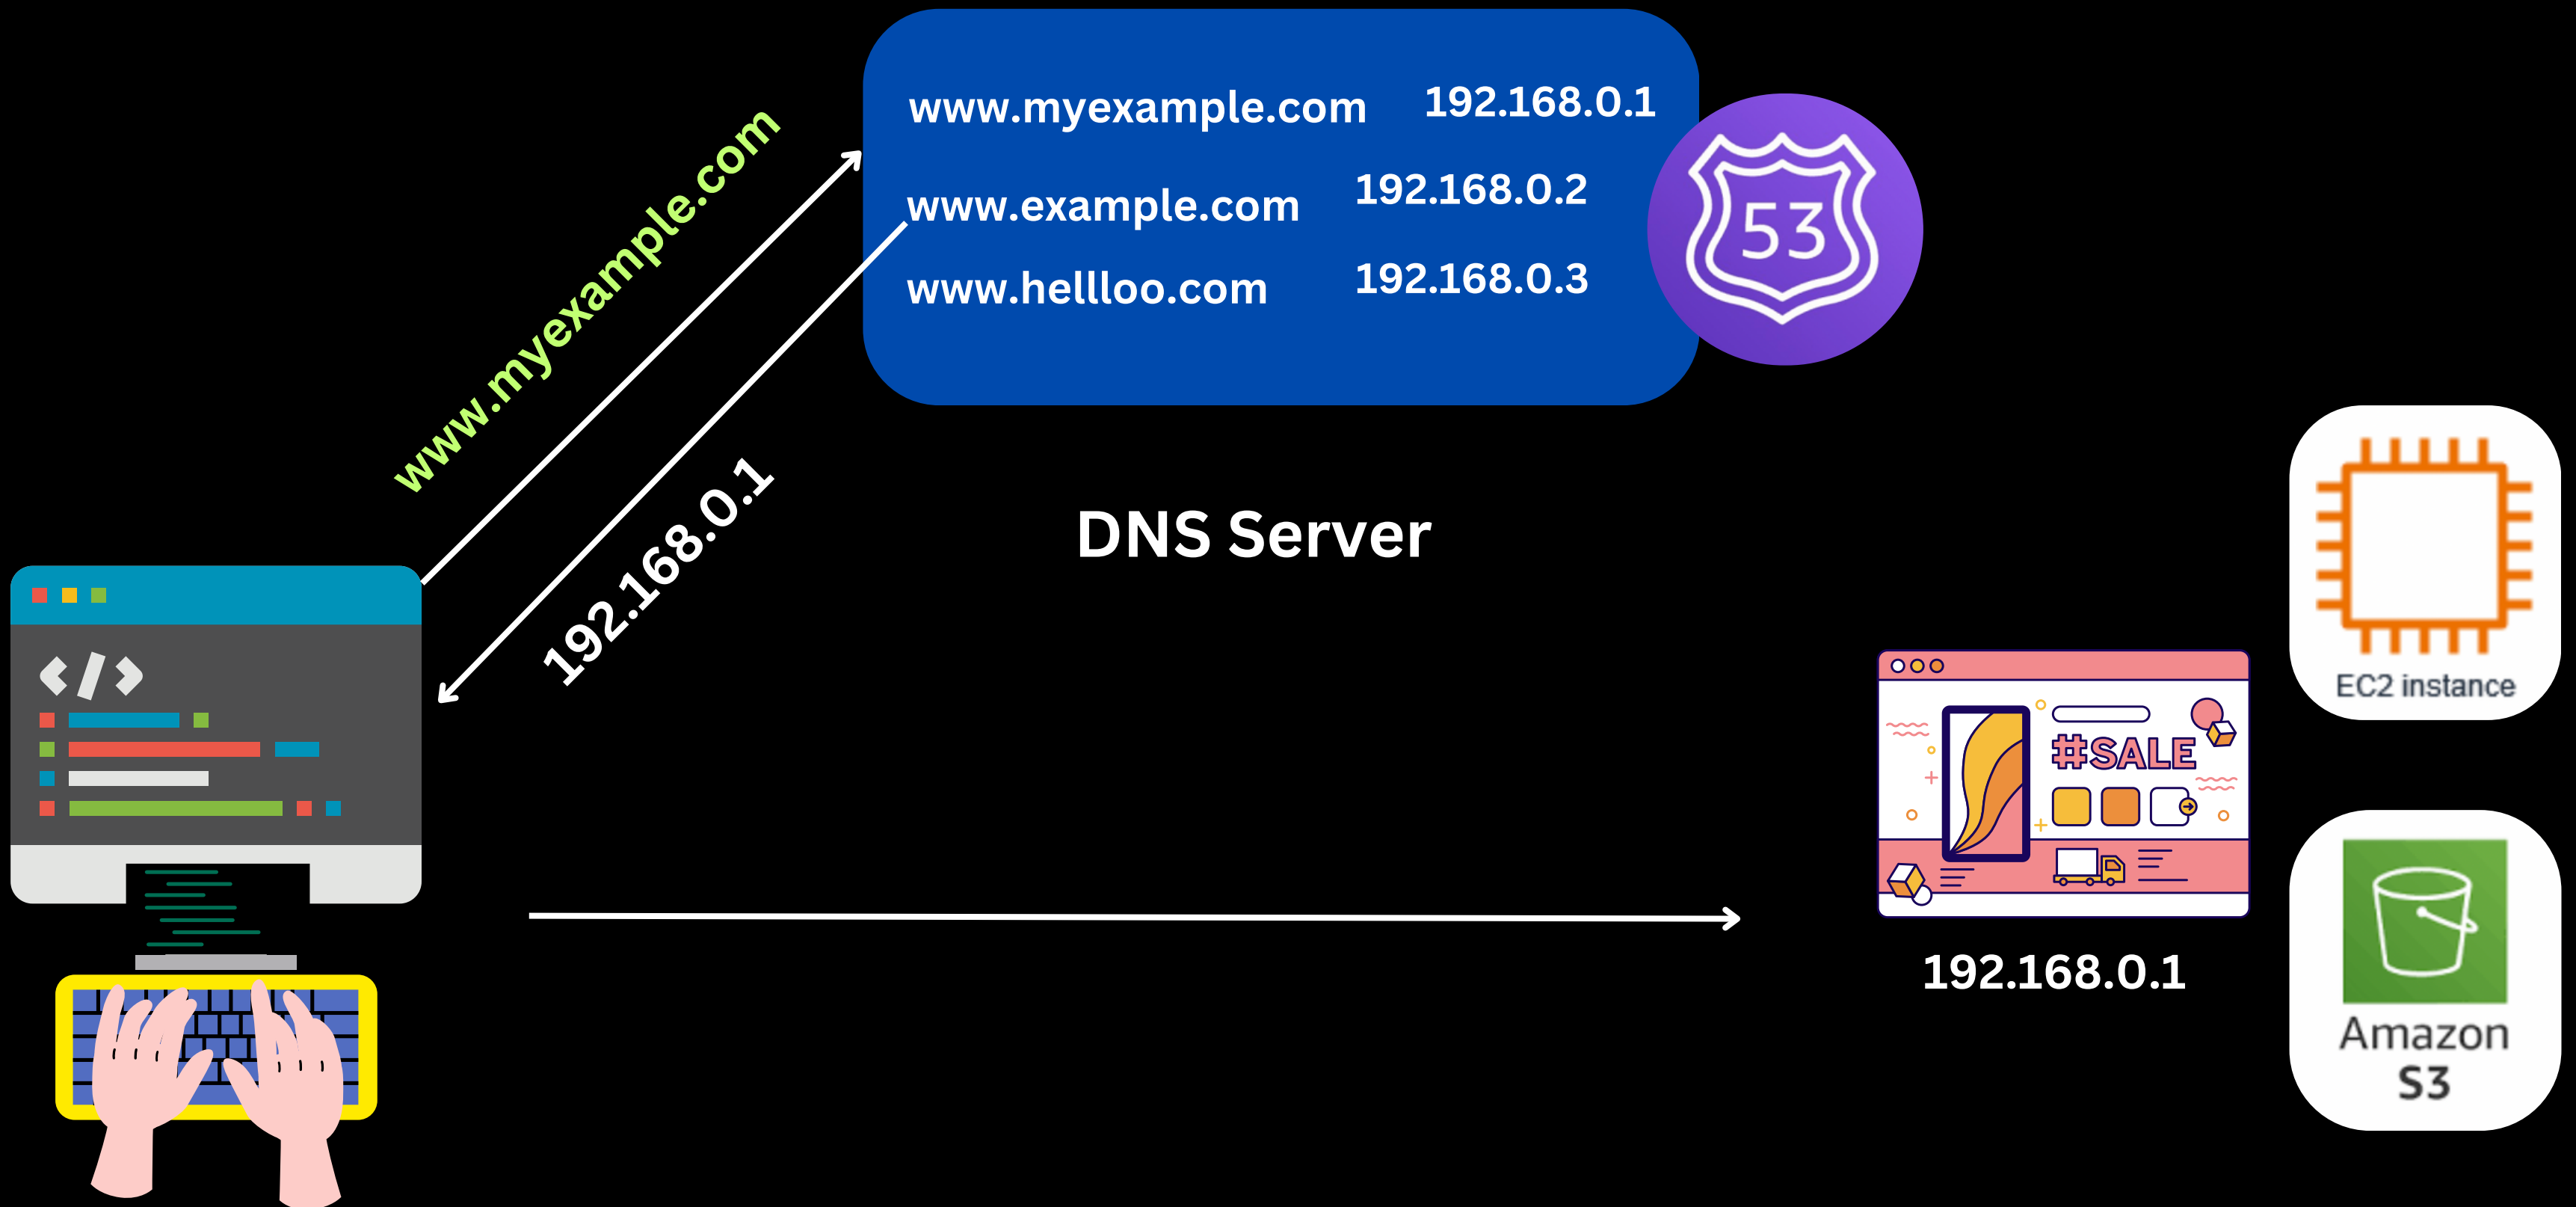 www.myexample.com 192.168.0.1
www.example.com 192.168.0.2
www.hellloo.com 192.168.0.3
53
www.myexample.com
192.168.0.1
DNS Server
EC2 instance
</>
#SALE
192.168.0.1
Amazon
S3